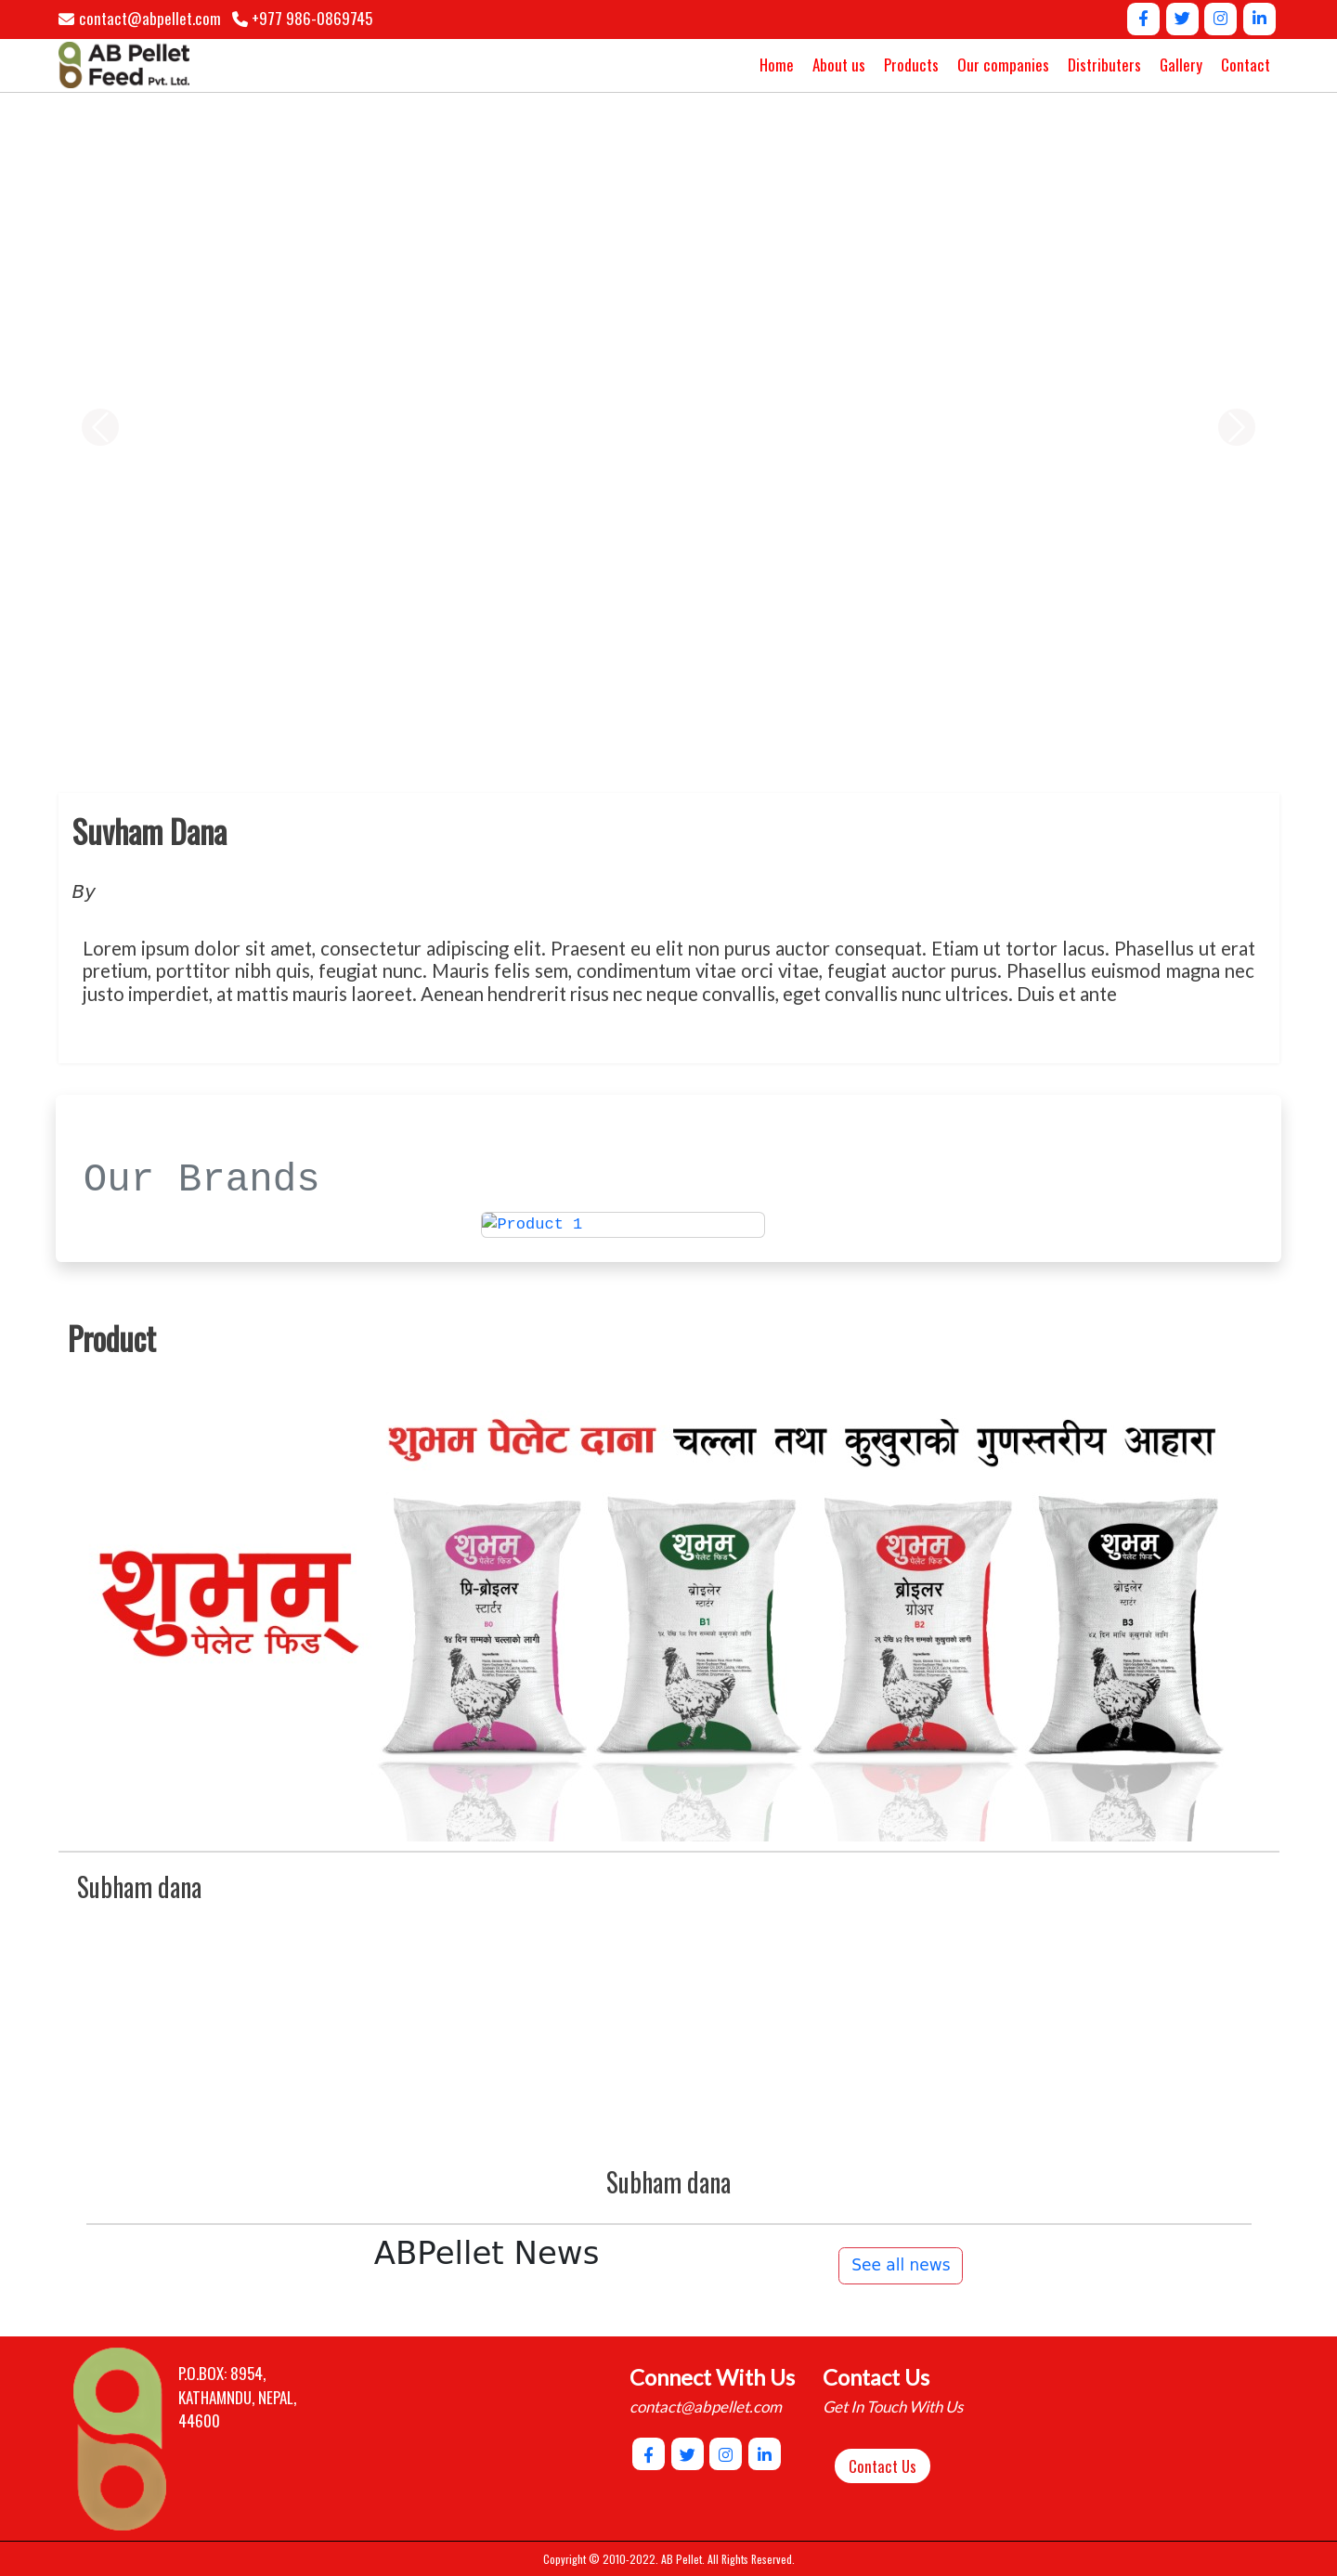 contact@abpellet.com +977 986-0869745
AB Pellet
Feed Pvt. Ltd.
Home About us Products Our companies Distributers Gallery Contact
Suvham Dana
By
Lorem ipsum dolor sit amet, consectetur adipiscing elit. Praesent eu elit non purus auctor consequat. Etiam ut tortor lacus. Phasellus ut erat
pretium, porttitor nibh quis, feugiat nunc. Mauris felis sem, condimentum vitae orci vitae, feugiat auctor purus. Phasellus euismod magna nec
justo imperdiet, at mattis mauris laoreet. Aenean hendrerit risus nec neque convallis, eget convallis nunc ultrices. Duis et ante
Our Brands
Product 1
Product
शुभम पेलेट दाना चल्ला तथा कुखुराको गुणस्तरीय आहारा
शुभम्
पेलेट फिड
शुभम्
पेलेट फिड
प्रि-ब्रोइलर
स्टार्टर
B0
१४ दिन सम्मको चल्लाको लागी
शुभम्
पेलेट फिड
ब्रोइलेर
स्टार्टर
B1
शुभम्
पेलेट फिड
ब्रोइलर
ग्रोअर
B2
शुभम्
पेलेट फिड
ब्रोइलेर
स्टार्टर
B3
Subham dana
Subham dana
ABPellet News
See all news
P.O.BOX: 8954,
KATHAMNDU, NEPAL,
44600
Connect With Us
contact@abpellet.com
Contact Us
Get In Touch With Us
Contact Us
Copyright © 2010-2022. AB Pellet. All Rights Reserved.